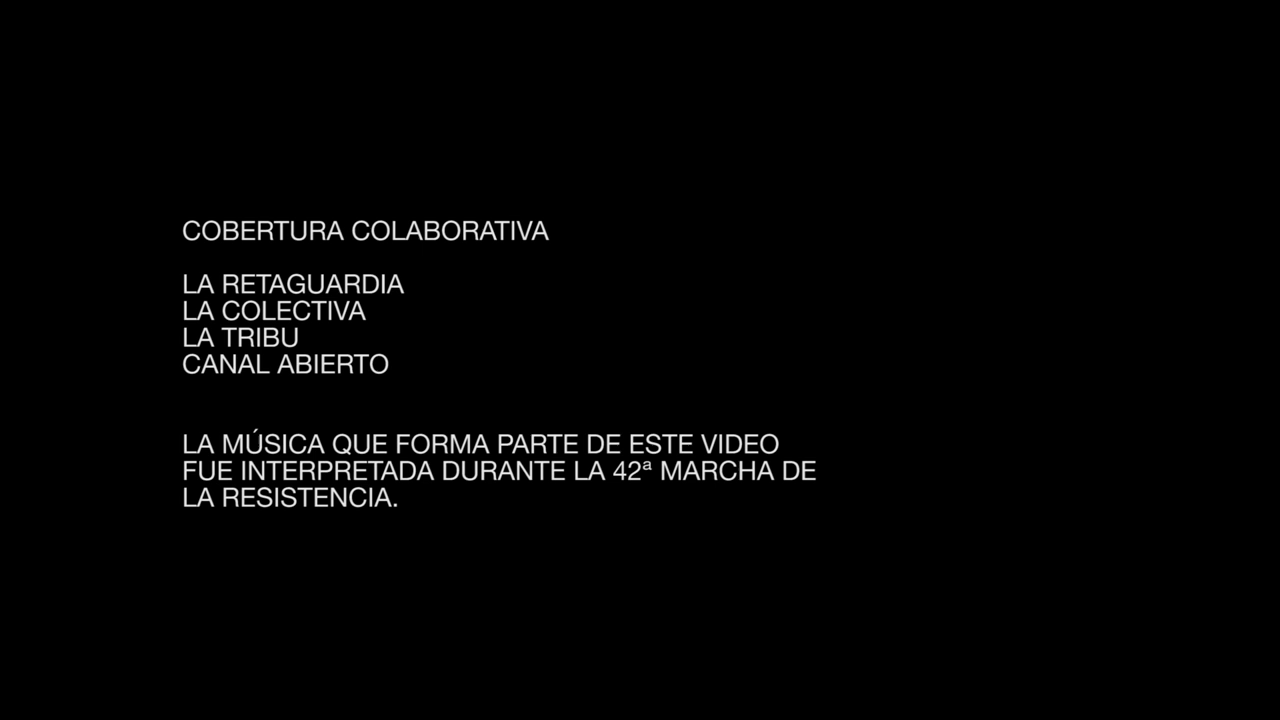 COBERTURA COLABORATIVA
LA RETAGUARDIA
LA COLECTIVA
LA TRIBU
CANAL ABIERTO
LA MÚSICA QUE FORMA PARTE DE ESTE VIDEO
FUE INTERPRETADA DURANTE LA 42ª MARCHA DE
LA RESISTENCIA.